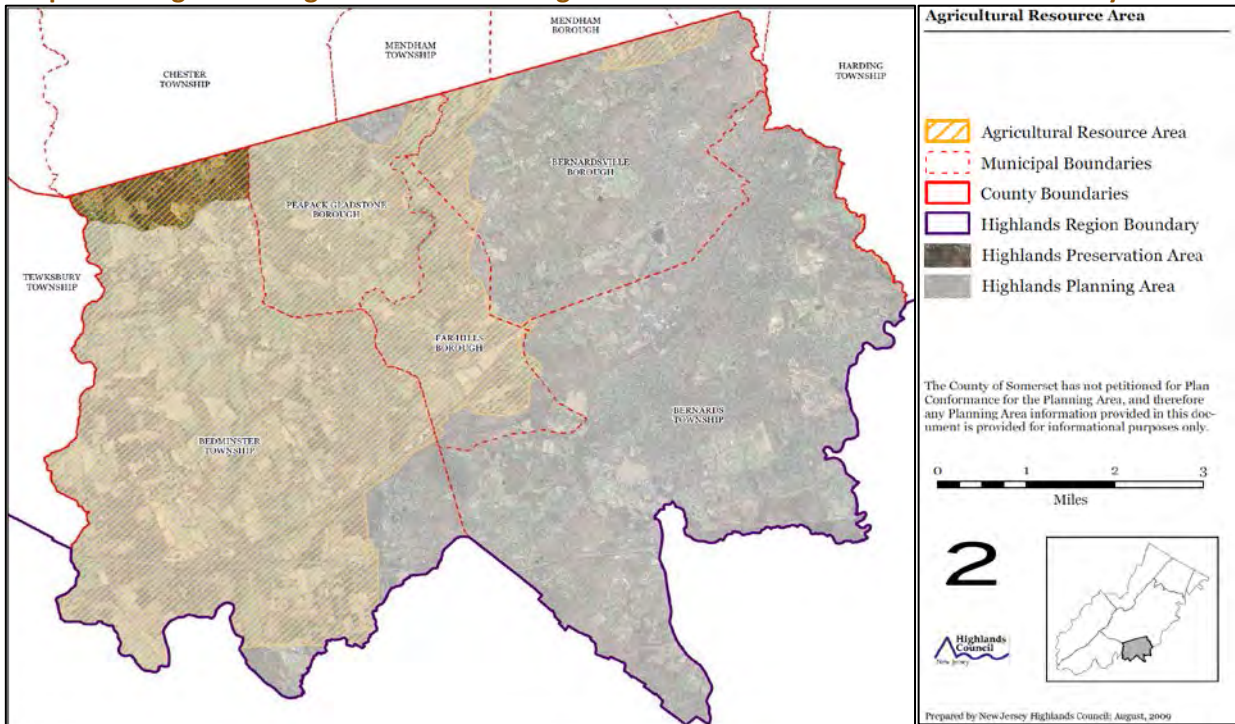 Agricultural Resource Area
MENDHAM
BOROUGH
MENDHAM
TOWNSHIP
CHESTER
TOWNSHIP
HARDING
TOWNSHIP
BERNARDSVILLE
BOROUGH
PEAPACK GLADSTONE
BOROUGH
TEWKSBURY
TOWNSHIP
FAR HILLS
BOROUGH
BERNARDS
TOWNSHIP
BEDMINSTER
TOWNSHIP
Agricultural Resource Area
Municipal Boundaries
County Boundaries
Highlands Region Boundary
Highlands Preservation Area
Highlands Planning Area
The County of Somerset has not petitioned for Plan
Conformance for the Planning Area, and therefore
any Planning Area information provided in this doc-
ument is provided for informational purposes only.
0 1 2 3
Miles
2
Highlands
Council
New Jersey
Prepared by New Jersey Highlands Council: August, 2009